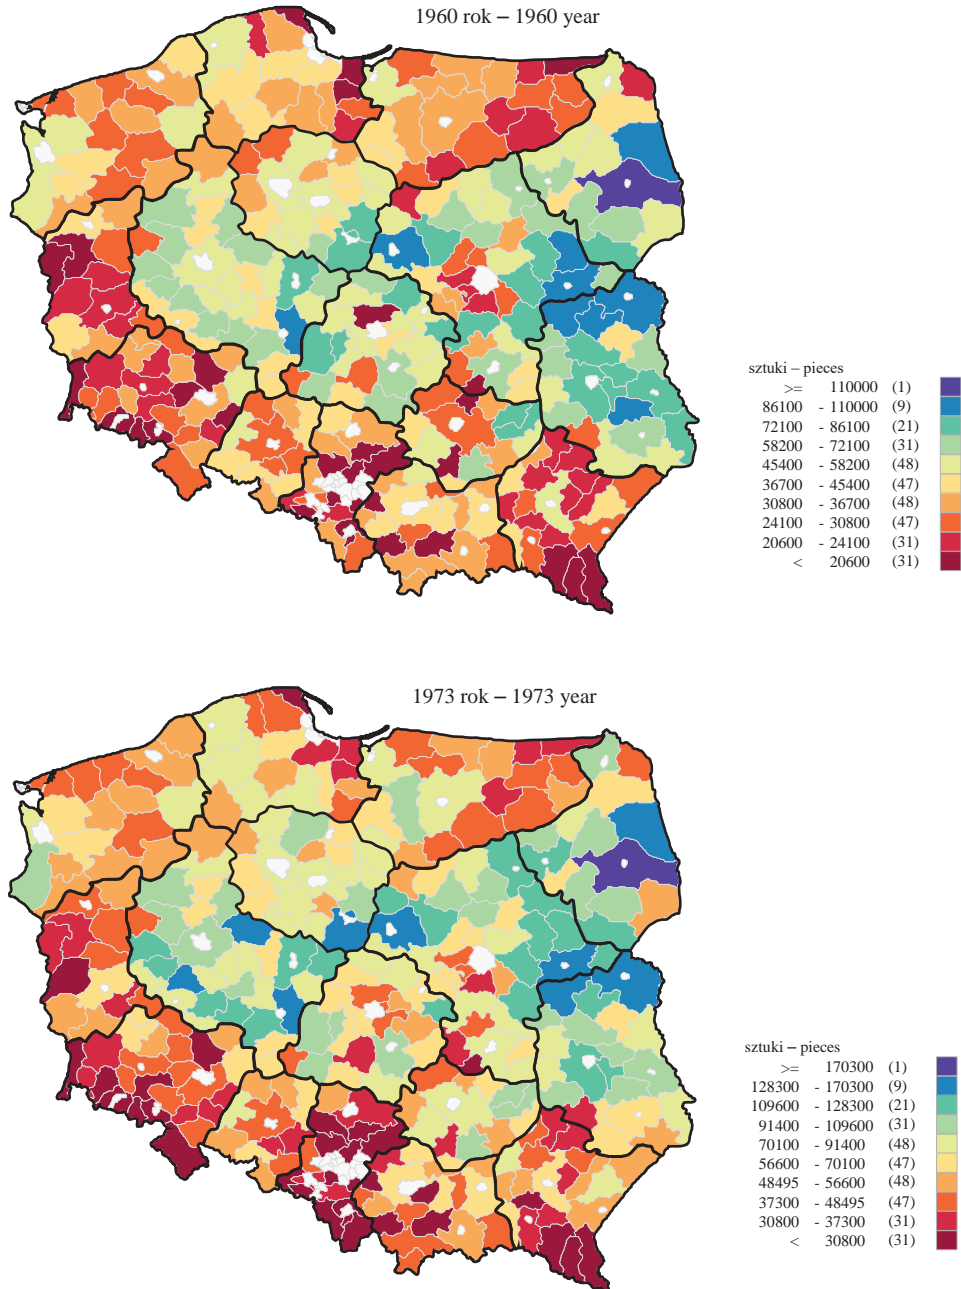 1960 rok – 1960 year
sztuki – pieces
>= 110000 (1)
86100 - 110000 (9)
72100 - 86100 (21)
58200 - 72100 (31)
45400 - 58200 (48)
36700 - 45400 (47)
30800 - 36700 (48)
24100 - 30800 (47)
20600 - 24100 (31)
< 20600 (31)
1973 rok – 1973 year
sztuki – pieces
>= 170300 (1)
128300 - 170300 (9)
109600 - 128300 (21)
91400 - 109600 (31)
70100 - 91400 (48)
56600 - 70100 (47)
48495 - 56600 (48)
37300 - 48495 (47)
30800 - 37300 (31)
< 30800 (31)